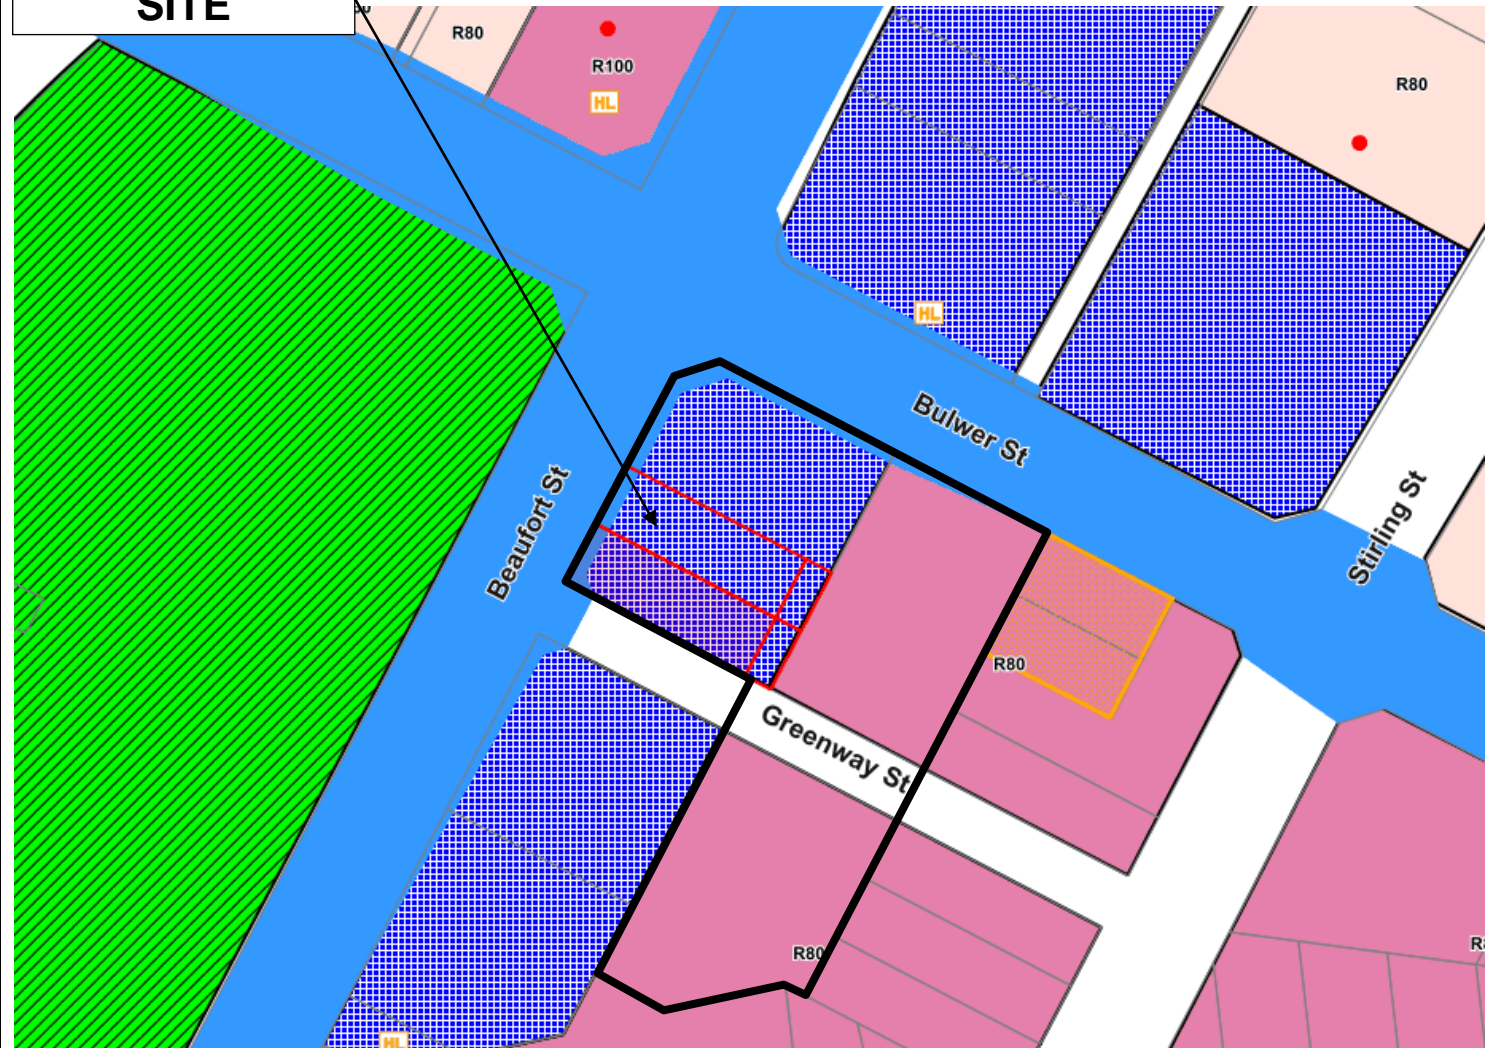 SITE
R80
R100
HL
R80
HL
Bulwer St
Beaufort St
Stirling St
R80
Greenway St
R80
HL